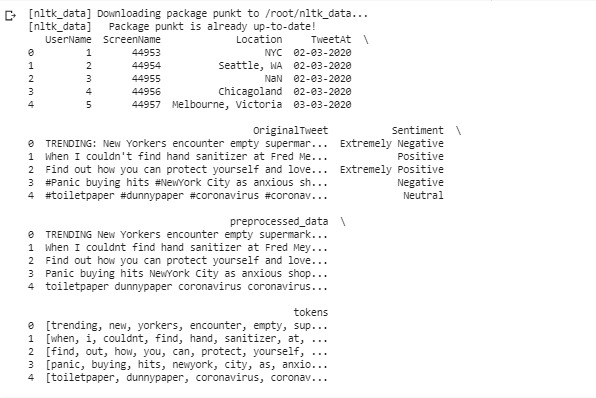 [nltk_data] Downloading package punkt to /root/nltk_data...
[nltk_data]   Package punkt is already up-to-date!
   UserName  ScreenName                   Location     TweetAt  \
0         1       44953                        NYC  02-03-2020
1         2       44954                Seattle, WA  02-03-2020
2         3       44955                        NaN  02-03-2020
3         4       44956                Chicagoland  02-03-2020
4         5       44957        Melbourne, Victoria  03-03-2020
                                       OriginalTweet           Sentiment  \
0  TRENDING: New Yorkers encounter empty supermar...  Extremely Negative
1  When I couldn't find hand sanitizer at Fred Me...            Positive
2  Find out how you can protect yourself and love...  Extremely Positive
3  #Panic buying hits #NewYork City as anxious sh...            Negative
4  #toiletpaper #dunnypaper #coronavirus #coronav...             Neutral
                                   preprocessed_data  \
0  TRENDING New Yorkers encounter empty supermark...
1  When I couldnt find hand sanitizer at Fred Mey...
2  Find out how you can protect yourself and love...
3  Panic buying hits NewYork City as anxious shop...
4  toiletpaper dunnypaper coronavirus coronavirus...
                                              tokens
0  [trending, new, yorkers, encounter, empty, sup...
1  [when, i, couldnt, find, hand, sanitizer, at, ...
2  [find, out, how, you, can, protect, yourself, ...
3  [panic, buying, hits, newyork, city, as, anxio...
4  [toiletpaper, dunnypaper, coronavirus, coronav...